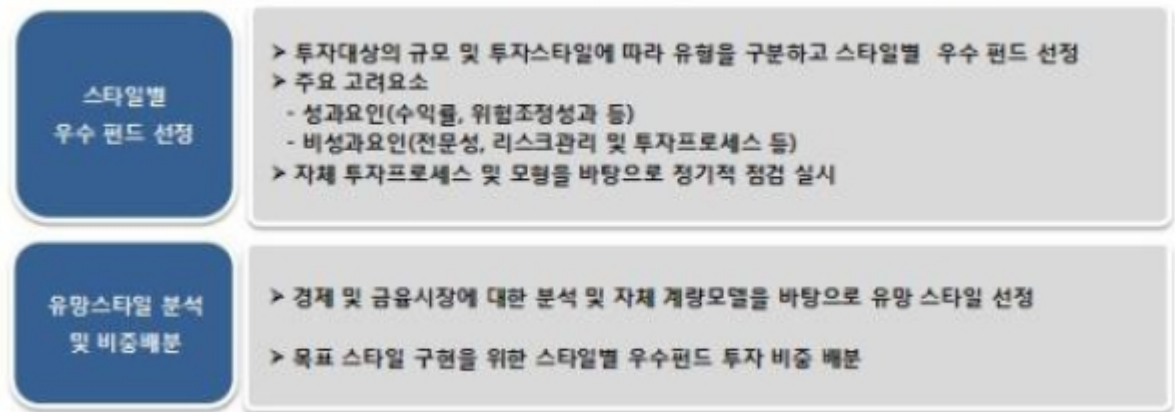 스타일별
우수 펀드 선정
➢ 투자대상의 규모 및 투자스타일에 따라 유형을 구분하고 스타일별 우수 펀드 선정
➢ 주요 고려요소
- 성과요인(수익률, 위험조정성과 등)
- 비성과요인(전문성, 리스크관리 및 투자프로세스 등)
➢ 자체 투자프로세스 및 모형을 바탕으로 정기적 점검 실시
유망스타일 분석
및 비중배분
➢ 경제 및 금융시장에 대한 분석 및 자체 계량모델을 바탕으로 유망 스타일 선정
➢ 목표 스타일 구현을 위한 스타일별 우수펀드 투자 비중 배분